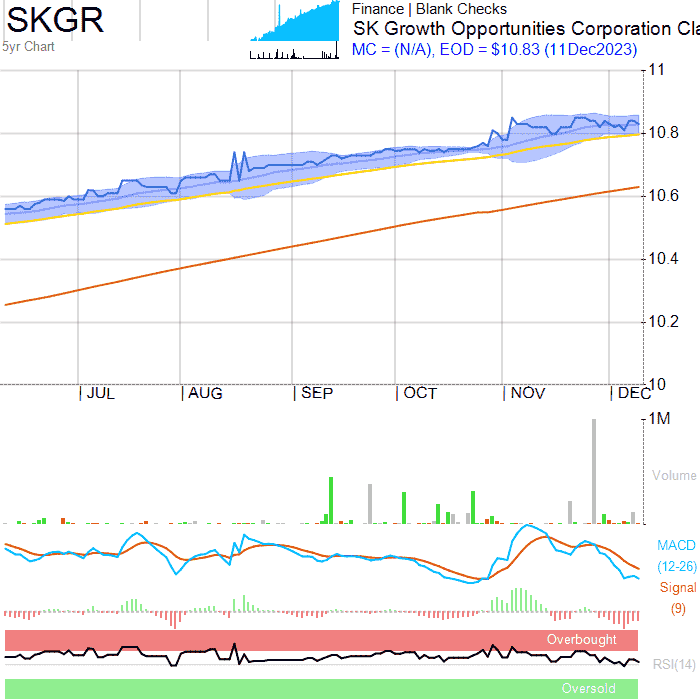 SKGR
5yr Chart
Finance | Blank Checks
SK Growth Opportunities Corporation Cla
MC = (N/A), EOD = $10.83 (11Dec2023)
11
10.8
10.6
10.4
10.2
10
JUL AUG SEP OCT NOV DEC
1M
Volume
MACD
(12-26)
Signal
(9)
Overbought
RSI(14)
Oversold